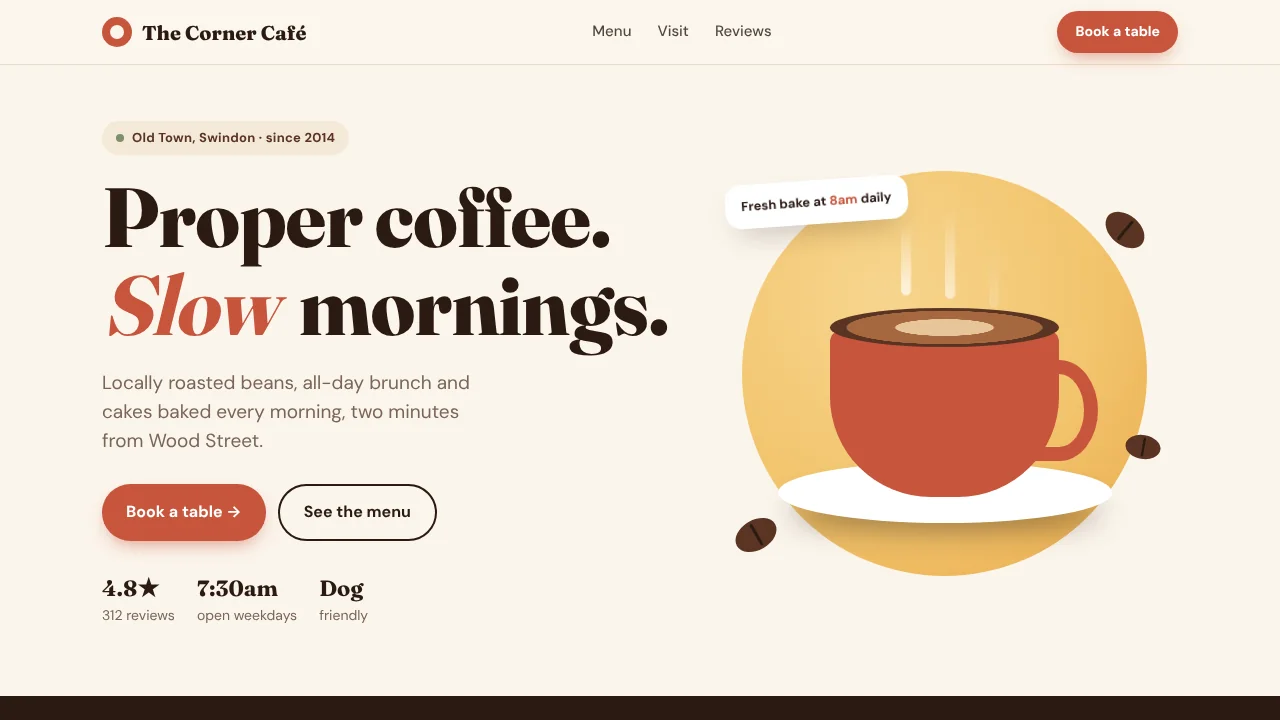 The Corner Café
Menu
Visit
Reviews
Book a table
Old Town, Swindon · since 2014
Proper coffee.
Slow mornings.
Locally roasted beans, all-day brunch and
cakes baked every morning, two minutes
from Wood Street.
Book a table →
See the menu
4.8★
312 reviews
7:30am
open weekdays
Dog
friendly
Fresh bake at 8am daily